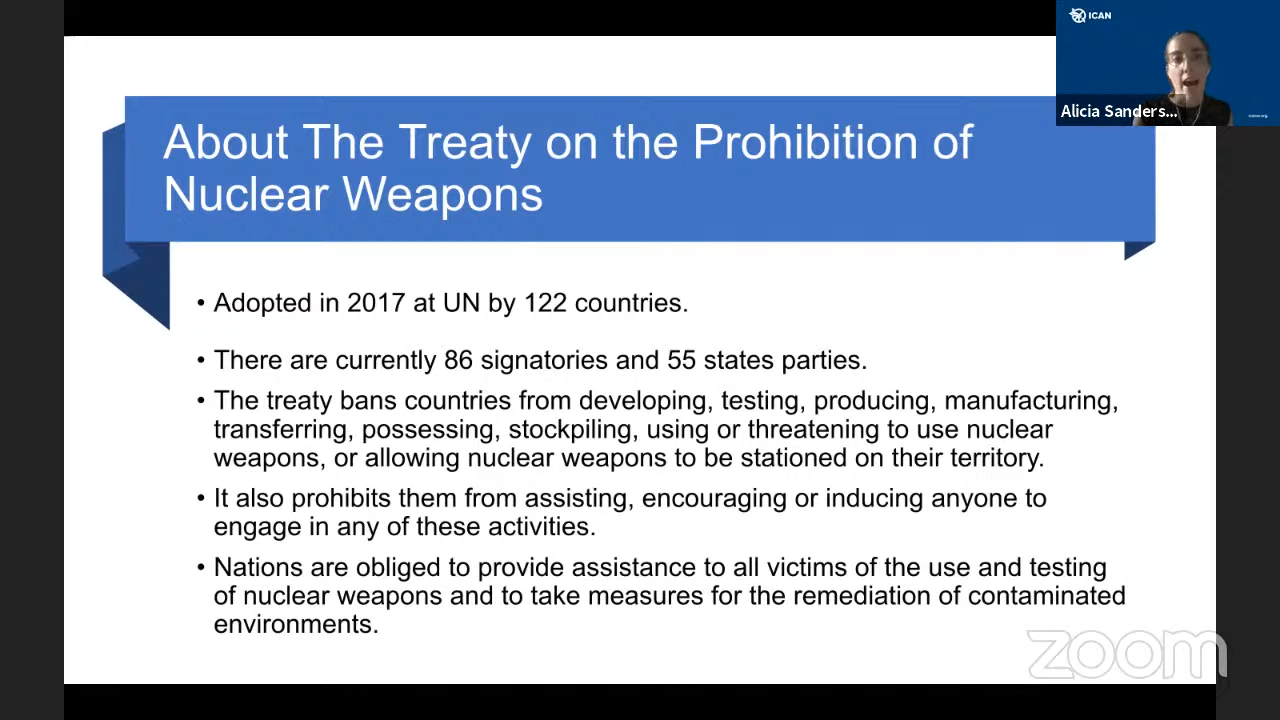 ICAN
Alicia Sanders...
About The Treaty on the Prohibition of
Nuclear Weapons
• Adopted in 2017 at UN by 122 countries.
• There are currently 86 signatories and 55 states parties.
• The treaty bans countries from developing, testing, producing, manufacturing,
transferring, possessing, stockpiling, using or threatening to use nuclear
weapons, or allowing nuclear weapons to be stationed on their territory.
• It also prohibits them from assisting, encouraging or inducing anyone to
engage in any of these activities.
• Nations are obliged to provide assistance to all victims of the use and testing
of nuclear weapons and to take measures for the remediation of contaminated
environments.
zoom